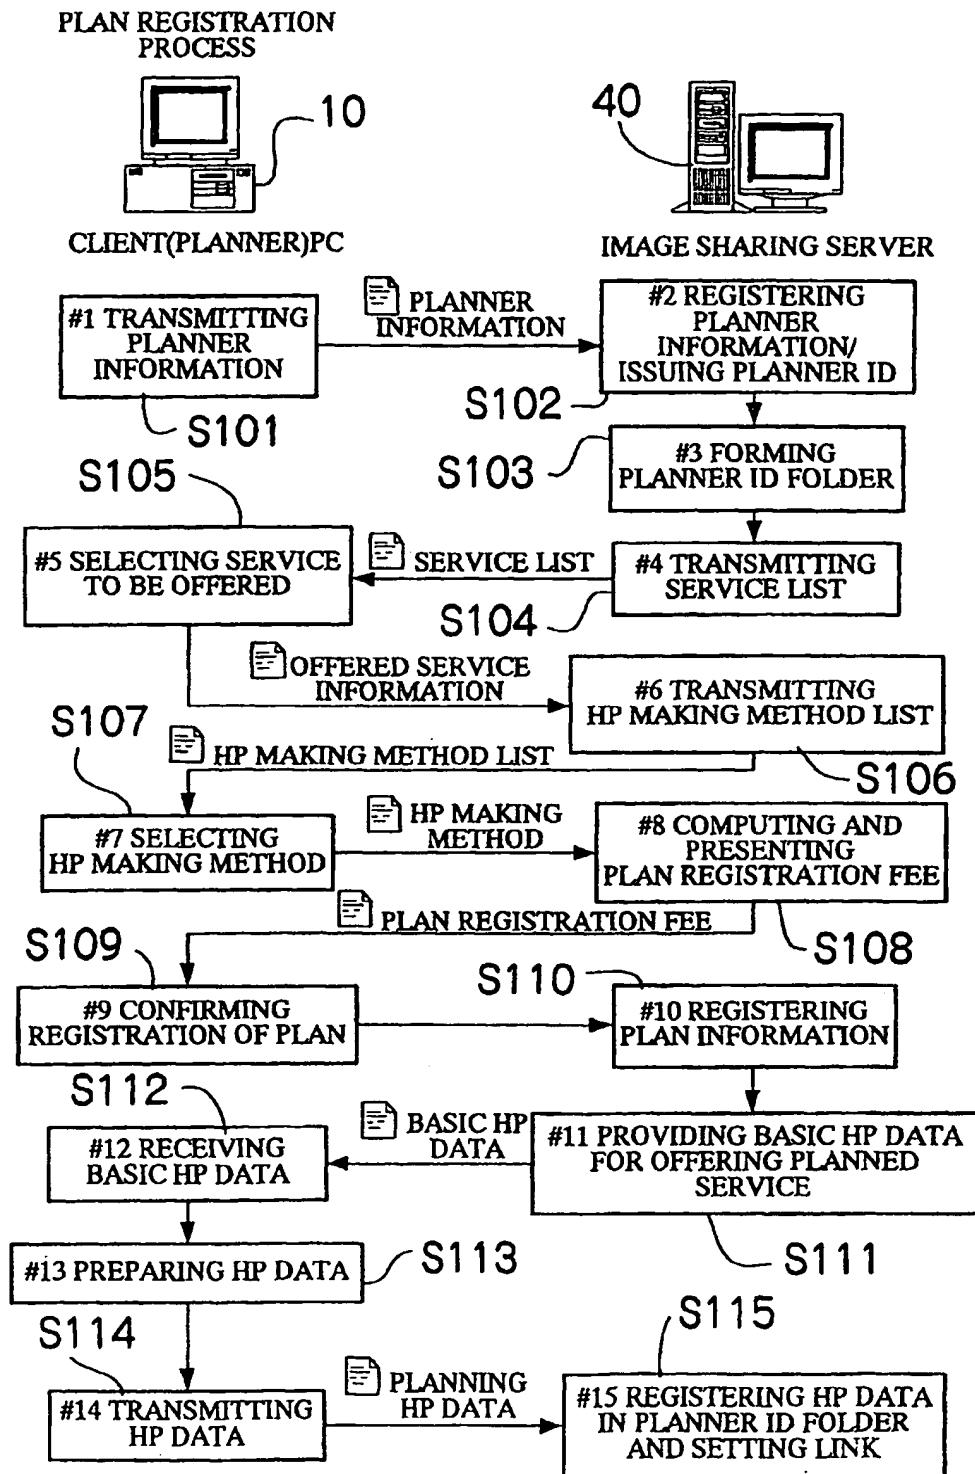 PLAN REGISTRATION
PROCESS
10
40
CLIENT(PLANNER)PC
IMAGE SHARING SERVER
#1 TRANSMITTING
PLANNER
INFORMATION
S101
PLANNER
INFORMATION
#2 REGISTERING
PLANNER
INFORMATION/
ISSUING PLANNER ID
S102
#3 FORMING
PLANNER ID FOLDER
S103
#4 TRANSMITTING
SERVICE LIST
S104
SERVICE LIST
S105
#5 SELECTING SERVICE
TO BE OFFERED
OFFERED SERVICE
INFORMATION
#6 TRANSMITTING
HP MAKING METHOD LIST
S106
HP MAKING METHOD LIST
S107
#7 SELECTING
HP MAKING METHOD
HP MAKING
METHOD
#8 COMPUTING AND
PRESENTING
PLAN REGISTRATION FEE
S108
PLAN REGISTRATION FEE
S109
#9 CONFIRMING
REGISTRATION OF PLAN
S110
#10 REGISTERING
PLAN INFORMATION
#11 PROVIDING BASIC HP DATA
FOR OFFERING PLANNED
SERVICE
S111
BASIC HP
DATA
S112
#12 RECEIVING
BASIC HP DATA
#13 PREPARING HP DATA
S113
S114
#14 TRANSMITTING
HP DATA
PLANNING
HP DATA
S115
#15 REGISTERING HP DATA
IN PLANNER ID FOLDER
AND SETTING LINK